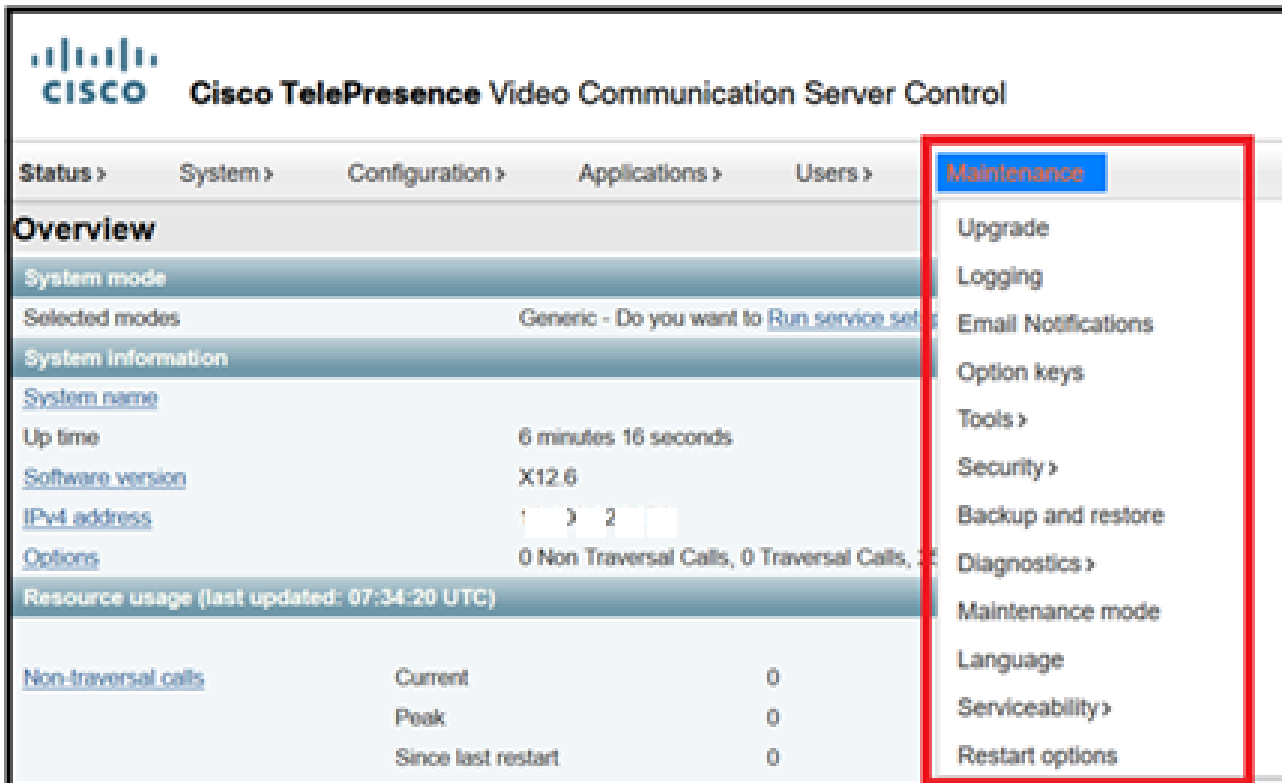 CISCO Cisco TelePresence Video Communication Server Control
Status > System > Configuration > Applications > Users > Maintenance
Overview
System mode
Selected modes Generic - Do you want to Run service set
System information
System name
Up time 6 minutes 16 seconds
Software version X12.6
IPv4 address
Options 0 Non Traversal Calls, 0 Traversal Calls,
Resource usage (last updated: 07:34:20 UTC)
Non-traversal calls Current 0
Peak 0
Since last restart 0
Upgrade
Logging
Email Notifications
Option keys
Tools >
Security >
Backup and restore
Diagnostics >
Maintenance mode
Language
Serviceability >
Restart options